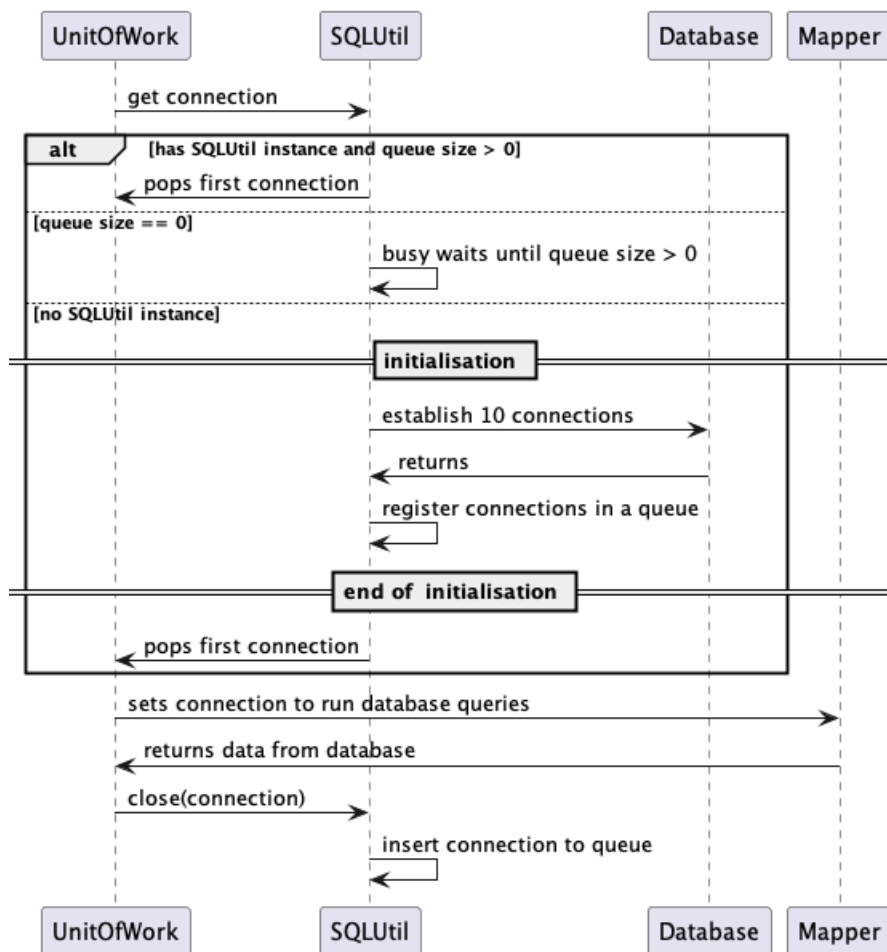 UnitOfWork SQLUtil Database Mapper
get connection
alt [has SQLUtil instance and queue size > 0]
pops first connection
[queue size == 0]
busy waits until queue size > 0
[no SQLUtil instance]
initialisation
establish 10 connections
returns
register connections in a queue
end of initialisation
pops first connection
sets connection to run database queries
returns data from database
close(connection)
insert connection to queue
UnitOfWork SQLUtil Database Mapper